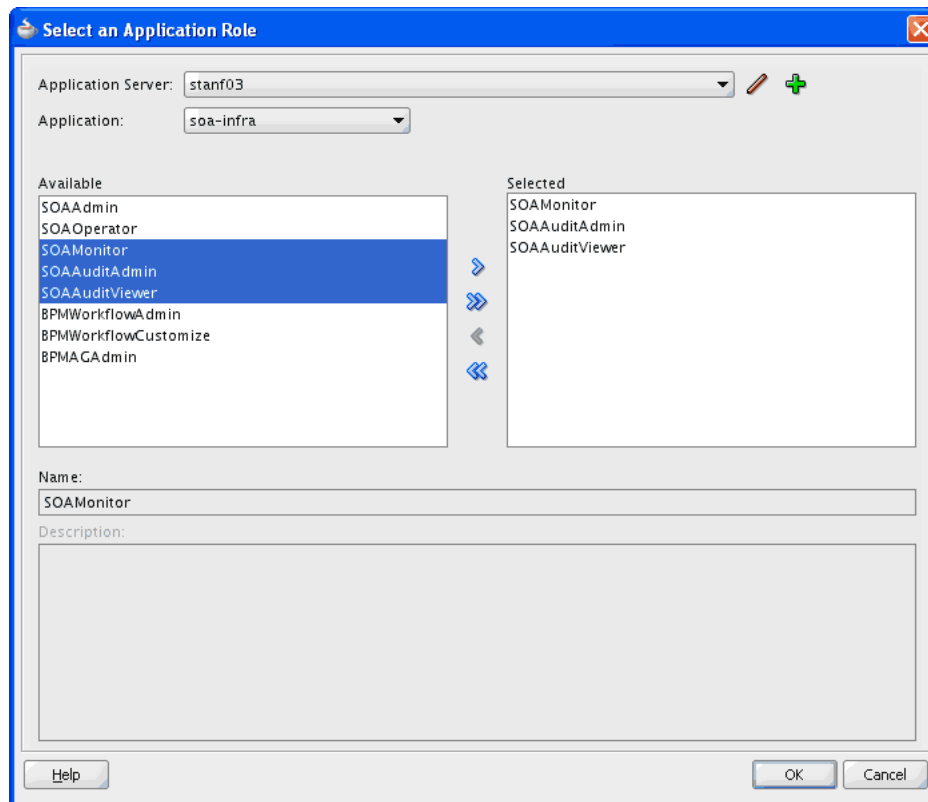 Select an Application Role
Application Server: stanf03
Application: soa-infra
Available
SOAAdmin
SOAOperator
SOAMonitor
SOAAuditAdmin
SOAAuditViewer
BPMWorkflowAdmin
BPMWorkflowCustomize
BPMAGAdmin
Selected
SOAMonitor
SOAAuditAdmin
SOAAuditViewer
Name:
SOAMonitor
Description:
Help
OK
Cancel